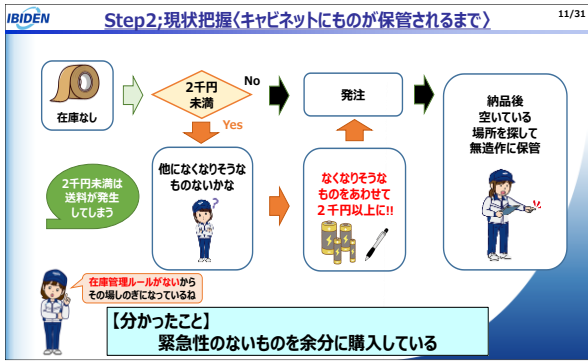 IBIDEN
Step2;現状把握〈キャビネットにものが保管されるまで〉
11/31
在庫なし
2千円
未満
No
Yes
発注
納品後
空いている
場所を探して
無造作に保管
2千円未満は
送料が発生
してしまう
他になくなりそうな
ものないかな
?
なくなりそうな
ものをあわせて
2千円以上に!!
在庫管理ルールがないから
その場しのぎになっているね
【分かったこと】
緊急性のないものを余分に購入している